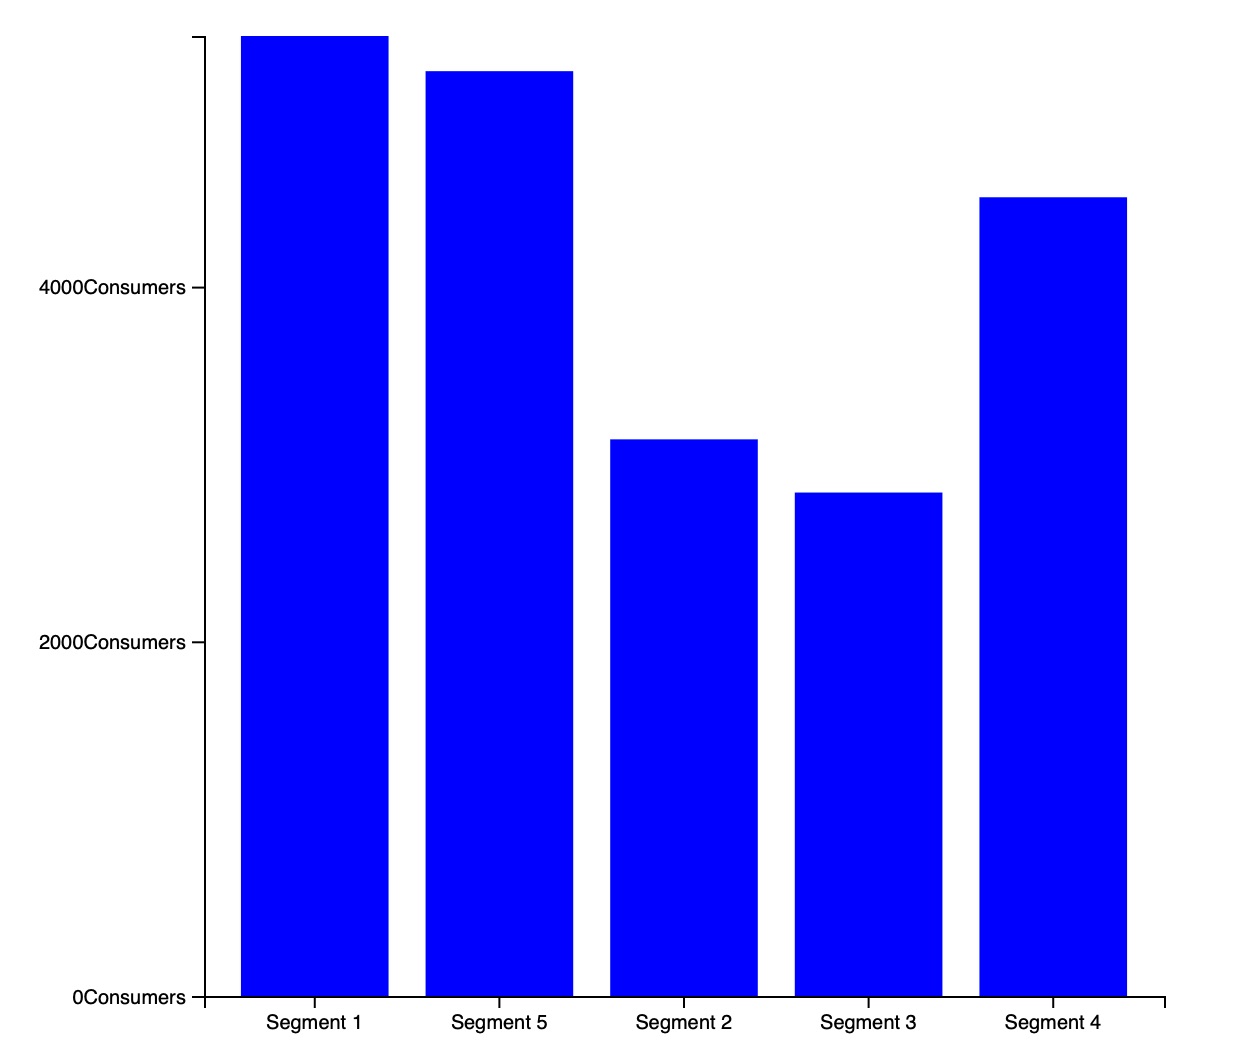 4000Consumers
2000Consumers
0Consumers
Segment 1
Segment 5
Segment 2
Segment 3
Segment 4